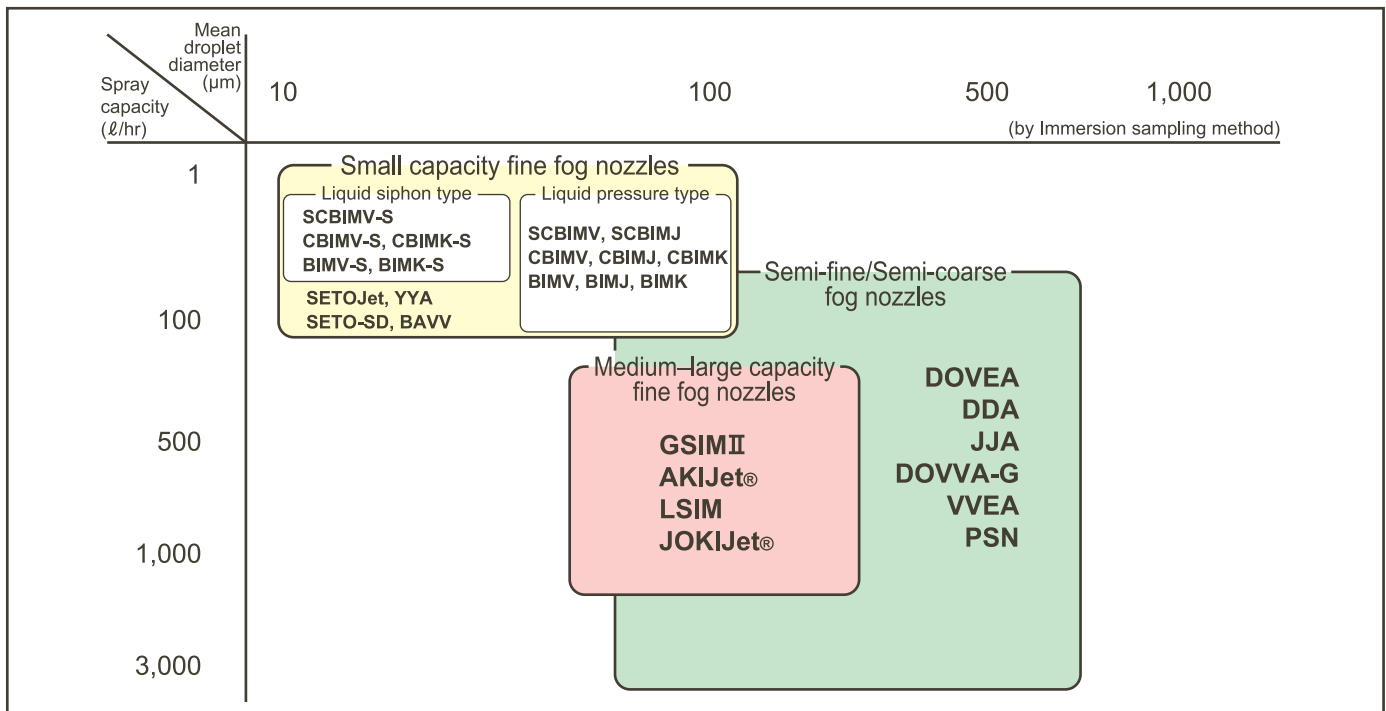 Mean
droplet
diameter
(µm)
Spray
capacity
(ℓ/hr)
10
100
500
1,000
(by Immersion sampling method)
1
100
500
1,000
3,000
Small capacity fine fog nozzles
Liquid siphon type
SCBIMV-S
CBIMV-S, CBIMK-S
BIMV-S, BIMK-S
SETOJet, YYA
SETO-SD, BAVV
Liquid pressure type
SCBIMV, SCBIMJ
CBIMV, CBIMJ, CBIMK
BIMV, BIMJ, BIMK
Semi-fine/Semi-coarse
fog nozzles
DOVEA
DDA
JJA
DOVVA-G
VVEA
PSN
Medium–large capacity
fine fog nozzles
GSIMⅡ
AKIJet®
LSIM
JOKIJet®